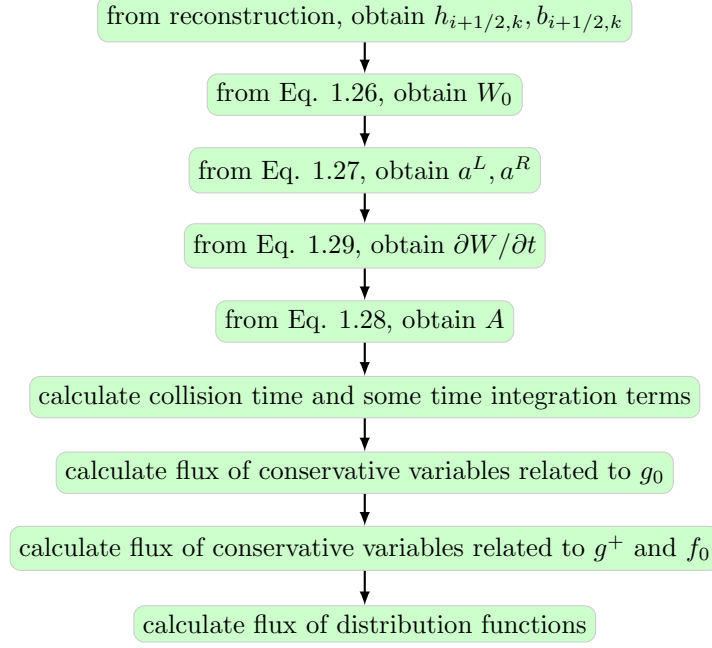 from reconstruction, obtain $h_{i+1/2,k}, b_{i+1/2,k}$
from Eq. 1.26, obtain $W_0$
from Eq. 1.27, obtain $a^L, a^R$
from Eq. 1.29, obtain $\partial W/\partial t$
from Eq. 1.28, obtain $A$
calculate collision time and some time integration terms
calculate flux of conservative variables related to $g_0$
calculate flux of conservative variables related to $g^+$ and $f_0$
calculate flux of distribution functions